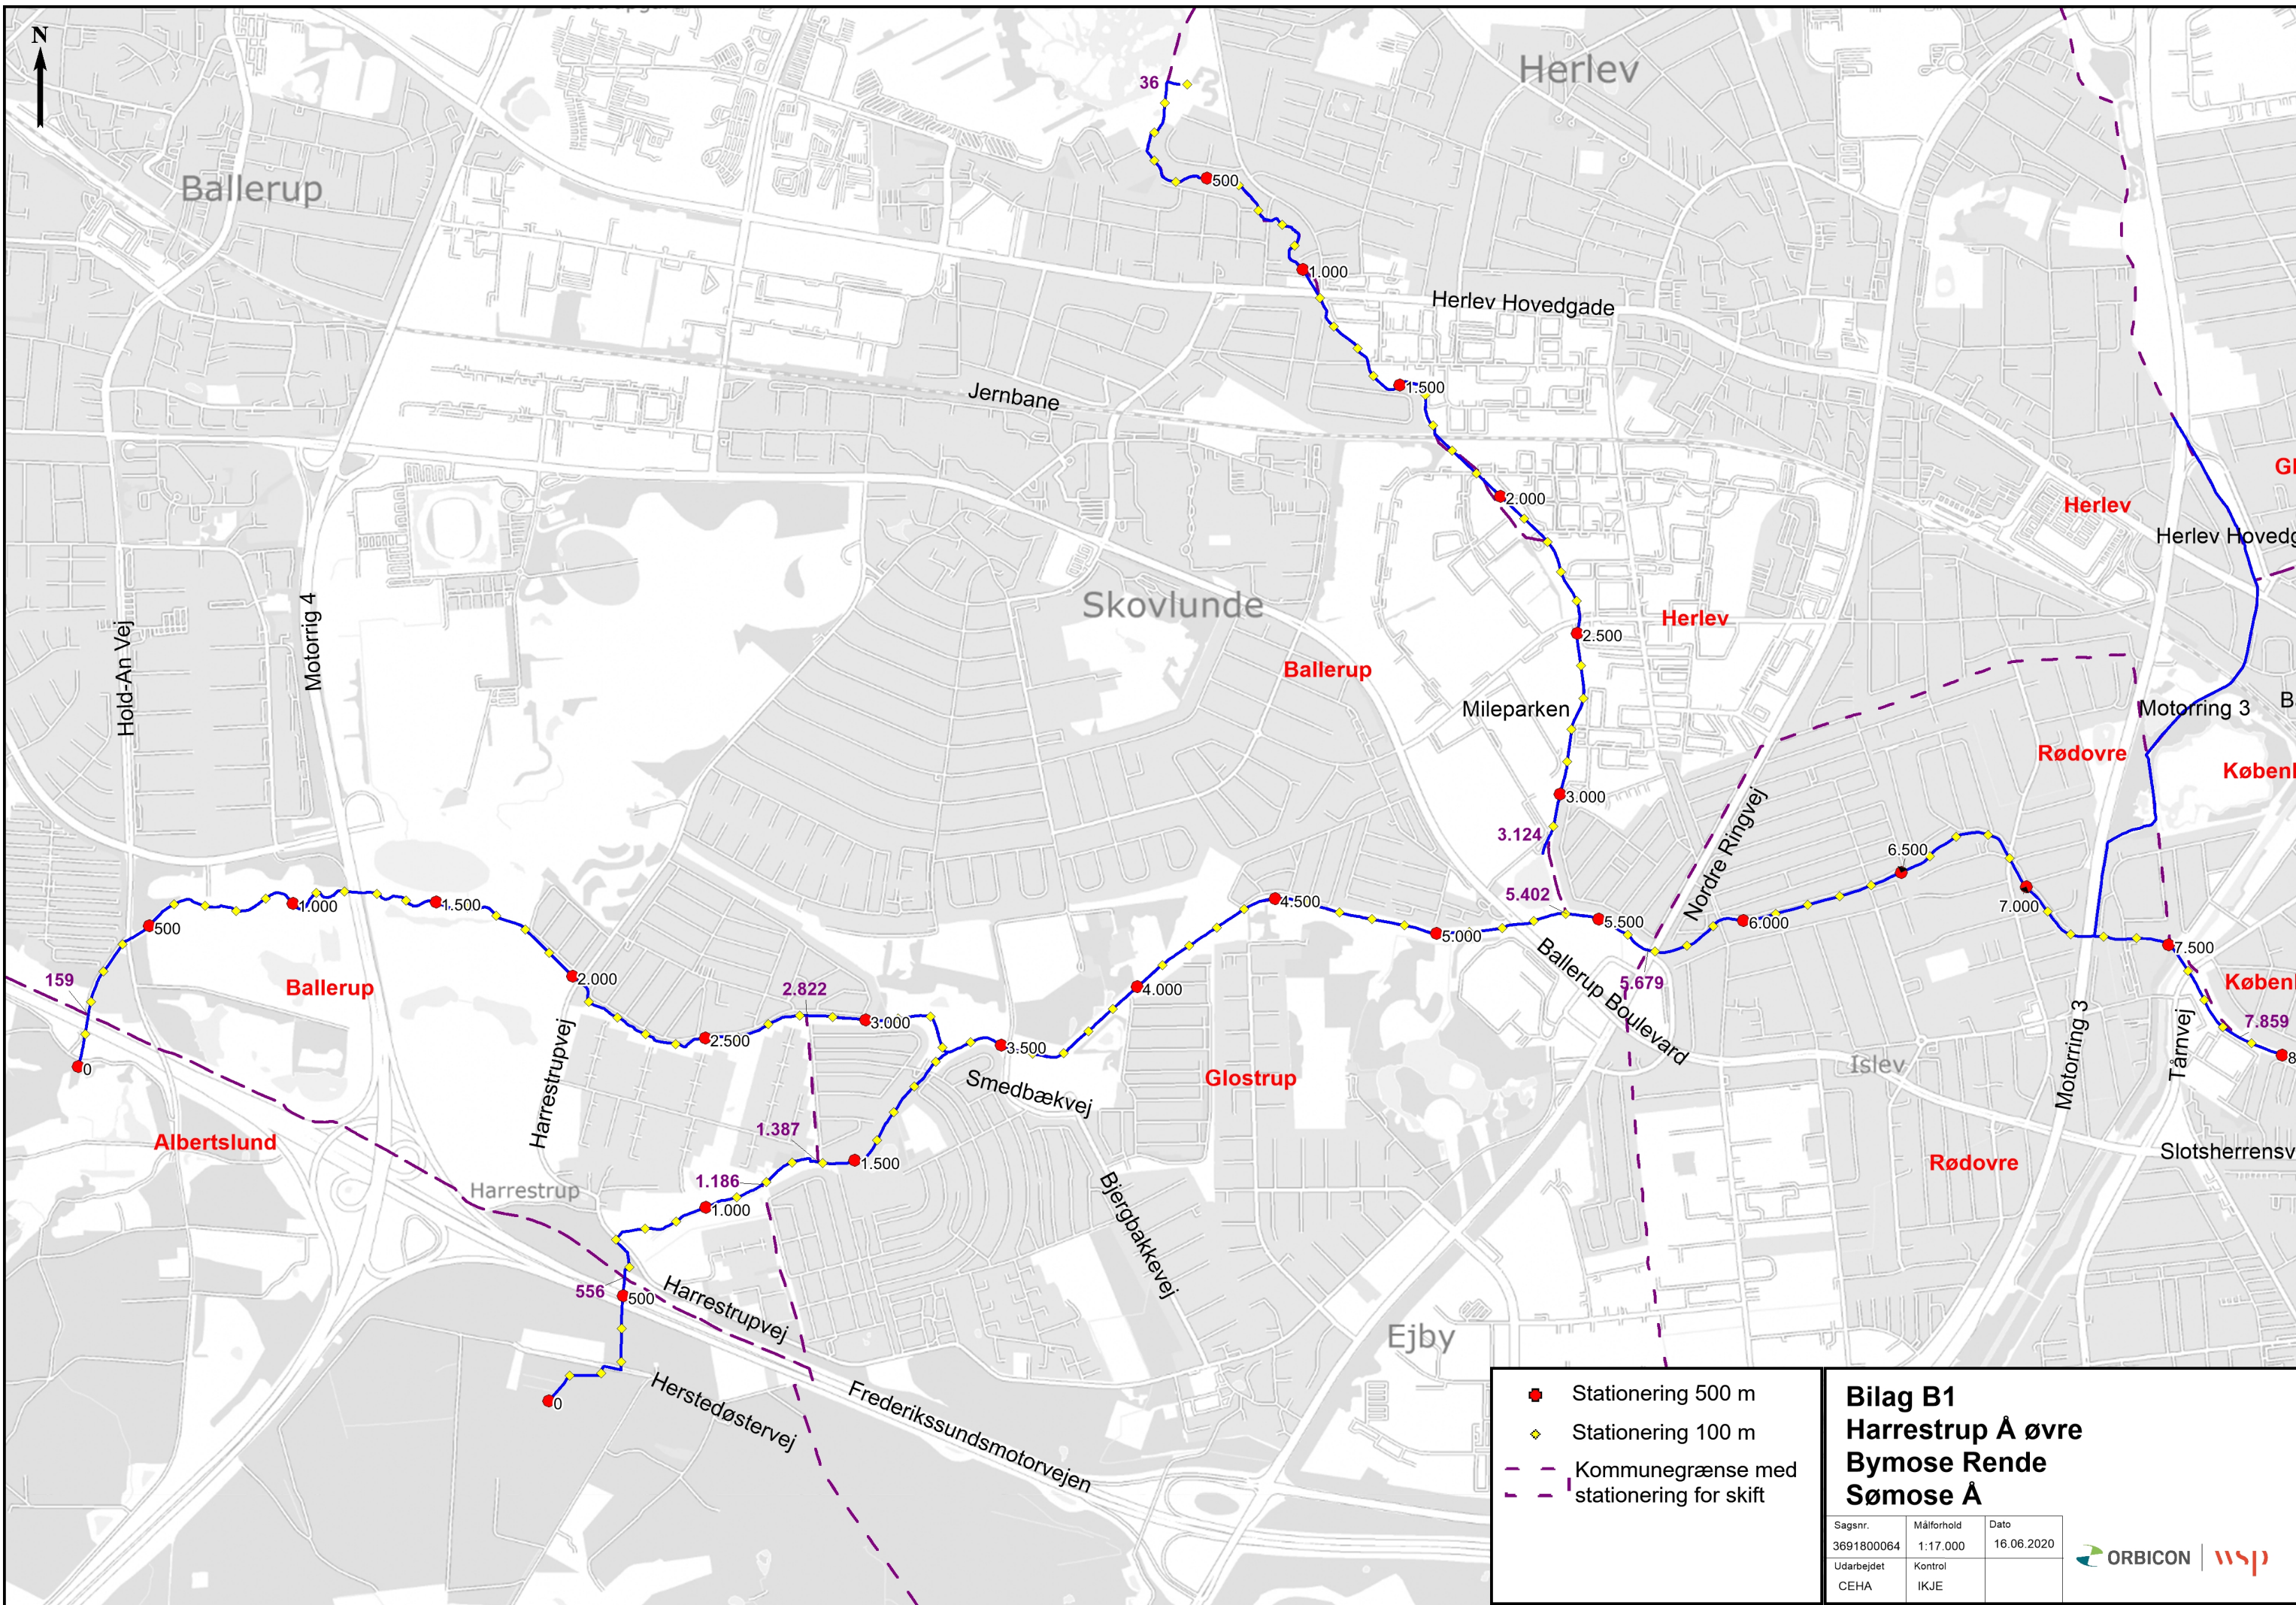 N
Herlev
36
Ballerup
500
1.000
Herlev Hovedgade
Jernbane
1.500
Herlev
2.000
Herlev Hovedg
Skovlunde
Herlev
2.500
Hold-An Vej
Motorrig 4
Ballerup
Mileparken
Motorring 3
Rødovre
Københ
3.000
Nordre Ringvej
3.124
6.500
5.402
4.500
1.000
1.500
500
5.500
6.000
7.000
5.000
7.500
159
Ballerup
2.000
2.822
4.000
5.679
Københ
Ballerup Boulevard
7.859
3.000
2.500
3.500
8
0
Harrestrupvej
Smedbækvej
Glostrup
Islev
Motorring 3
Tårnvej
Albertslund
1.387
1.500
Slotsherrensv
Rødovre
Harrestrup
1.186
1.000
Bjergbakkevej
556
500
Harrestrupvej
Ejby
0
Herstedøstervej
Frederikssundsmotorvejen
Stationering 500 m
Stationering 100 m
Kommunegrænse med
stationering for skift
Bilag B1
Harrestrup Å øvre
Bymose Rende
Sømose Å
Sagsnr. Målforhold Dato
3691800064 1:17.000 16.06.2020
Udarbejdet Kontrol
CEHA IKJE
ORBICON | wsp